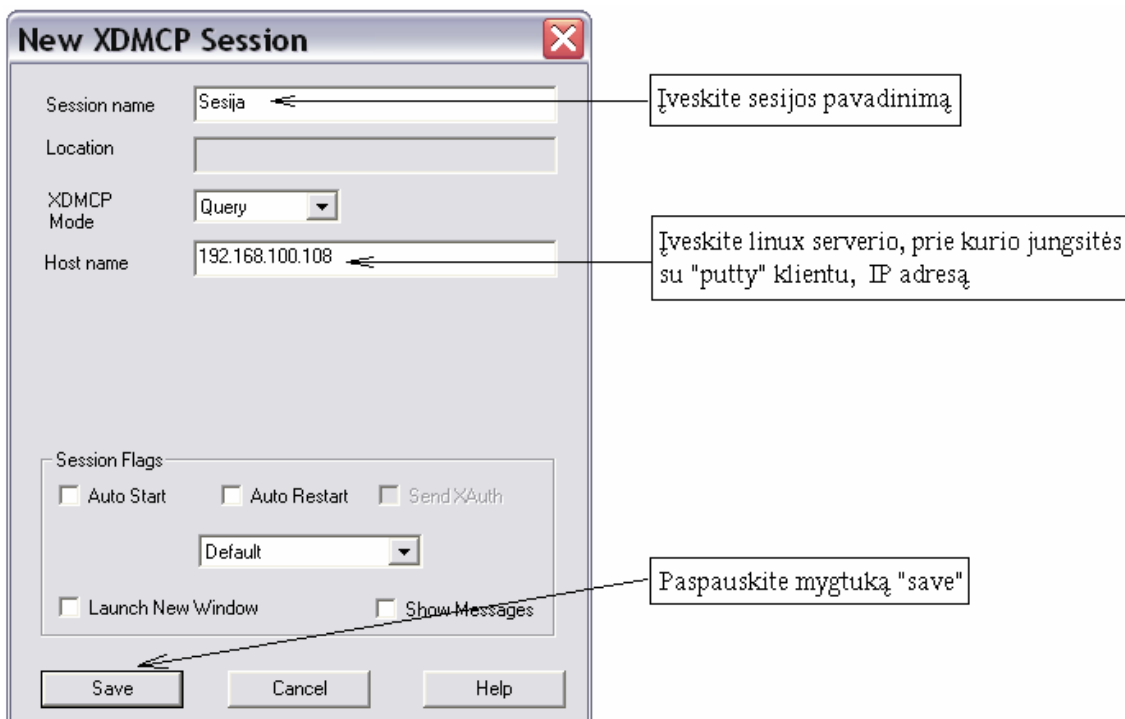 New XDMCP Session
Session name
Sesija
Įveskite sesijos pavadinimą
Location
XDMCP
Mode
Query
Host name
192.168.100.108
Įveskite linux serverio, prie kurio jungsitės
su "putty" klientu,  IP adresą
Session Flags
Auto Start
Auto Restart
Send XAuth
Default
Launch New Window
Show Messages
Paspauskite mygtuką "save"
Save
Cancel
Help